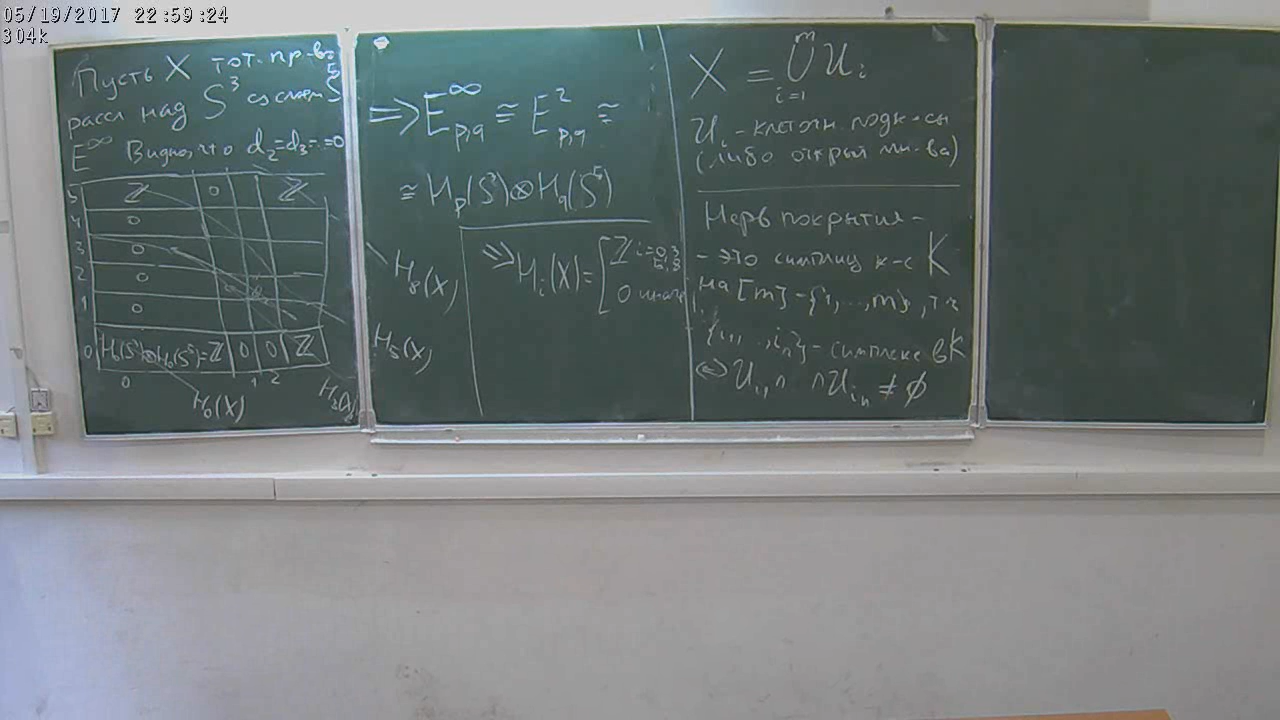 05/19/2017 22:59:24
304k
Пусть X тот. пр-во
рассл над S³ со слоем S⁵
E^∞ Видно, что d₂=d₃=...=0
5 ℤ 0 ℤ
4 0
3 0
2 0
1 0
0 H₀(S³)⊗H₀(S⁵)=ℤ 0 0 ℤ
0 1 2
H₀(X)
⇒ E^∞_{p,q} ≅ E²_{p,q} ≅
≅ H_p(S³)⊗H_q(S⁵)
H₈(X)
H₅(X)
⇒ H_i(X) = [ ℤ i=0,3
5,8
0 иначе
X = ⋃_{i=1}^{m} U_i
U_i - клеточн. подк-сы
(либо открыт мн-ва)
Нерв покрытия -
- это симплиц к-с K
на [m] = {1,...,m}, т.ч.
{i₁,...,i_n} - симплекс в K
⇔ U_{i₁} ∩ ∩ U_{i_n} ≠ ∅